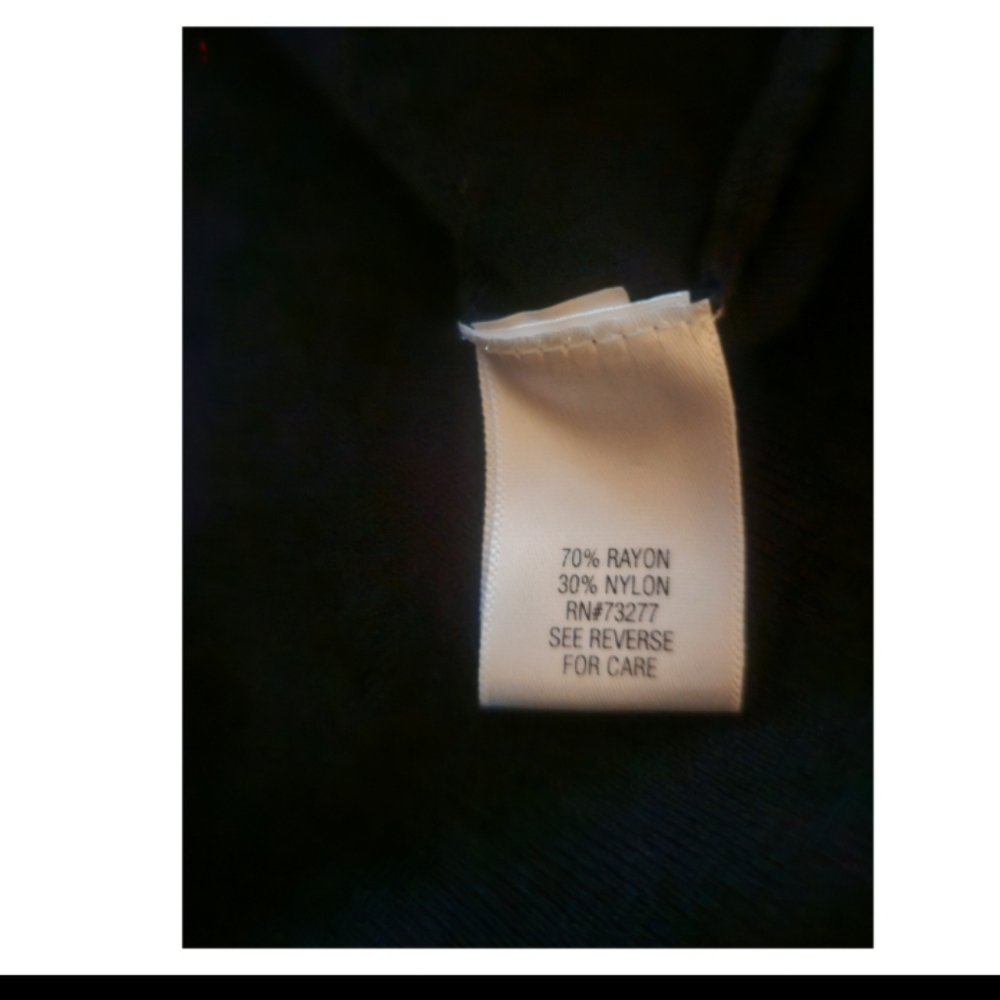 70% RAYON
30% NYLON
RN#73277
SEE REVERSE
FOR CARE